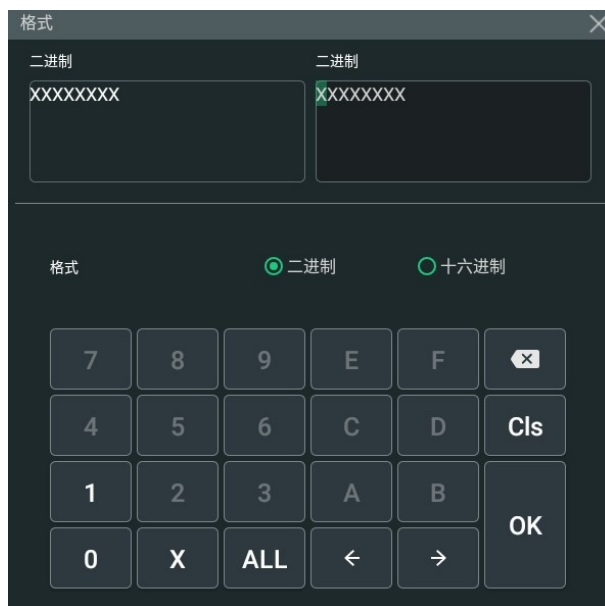 格式
二进制 二进制
XXXXXXXX XXXXXXXX
格式 二进制 十六进制
7 8 9 E F
4 5 6 C D Cls
1 2 3 A B
OK
0 X ALL ← →